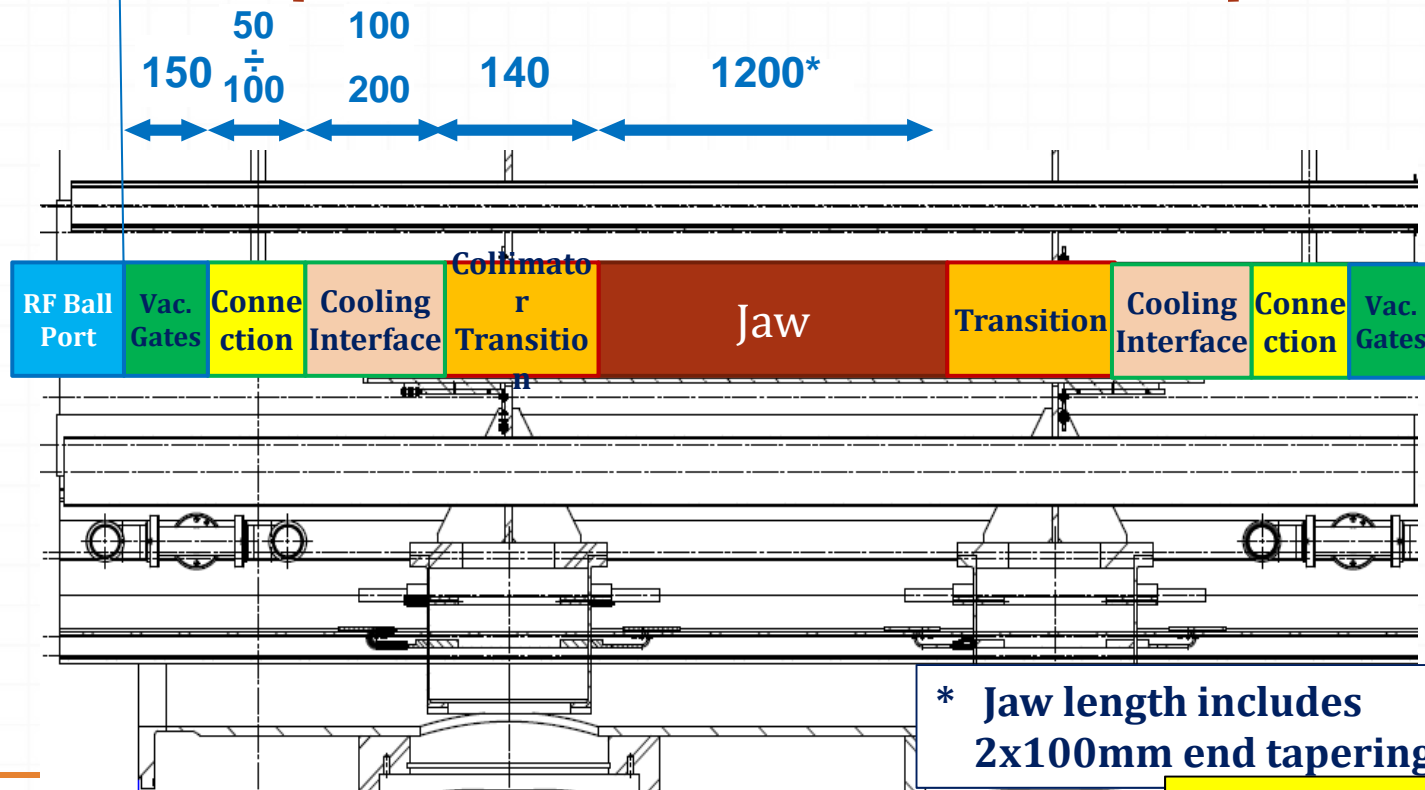 50 100
150 ÷ 140 1200*
100 200
RF Ball
Port
Vac.
Gates
Conne
ction
Cooling
Interface
Collimato
r
Transitio
n
Jaw
Transition
Cooling
Interface
Conne
ction
Vac.
Gates
* Jaw length includes
2x100mm end tapering